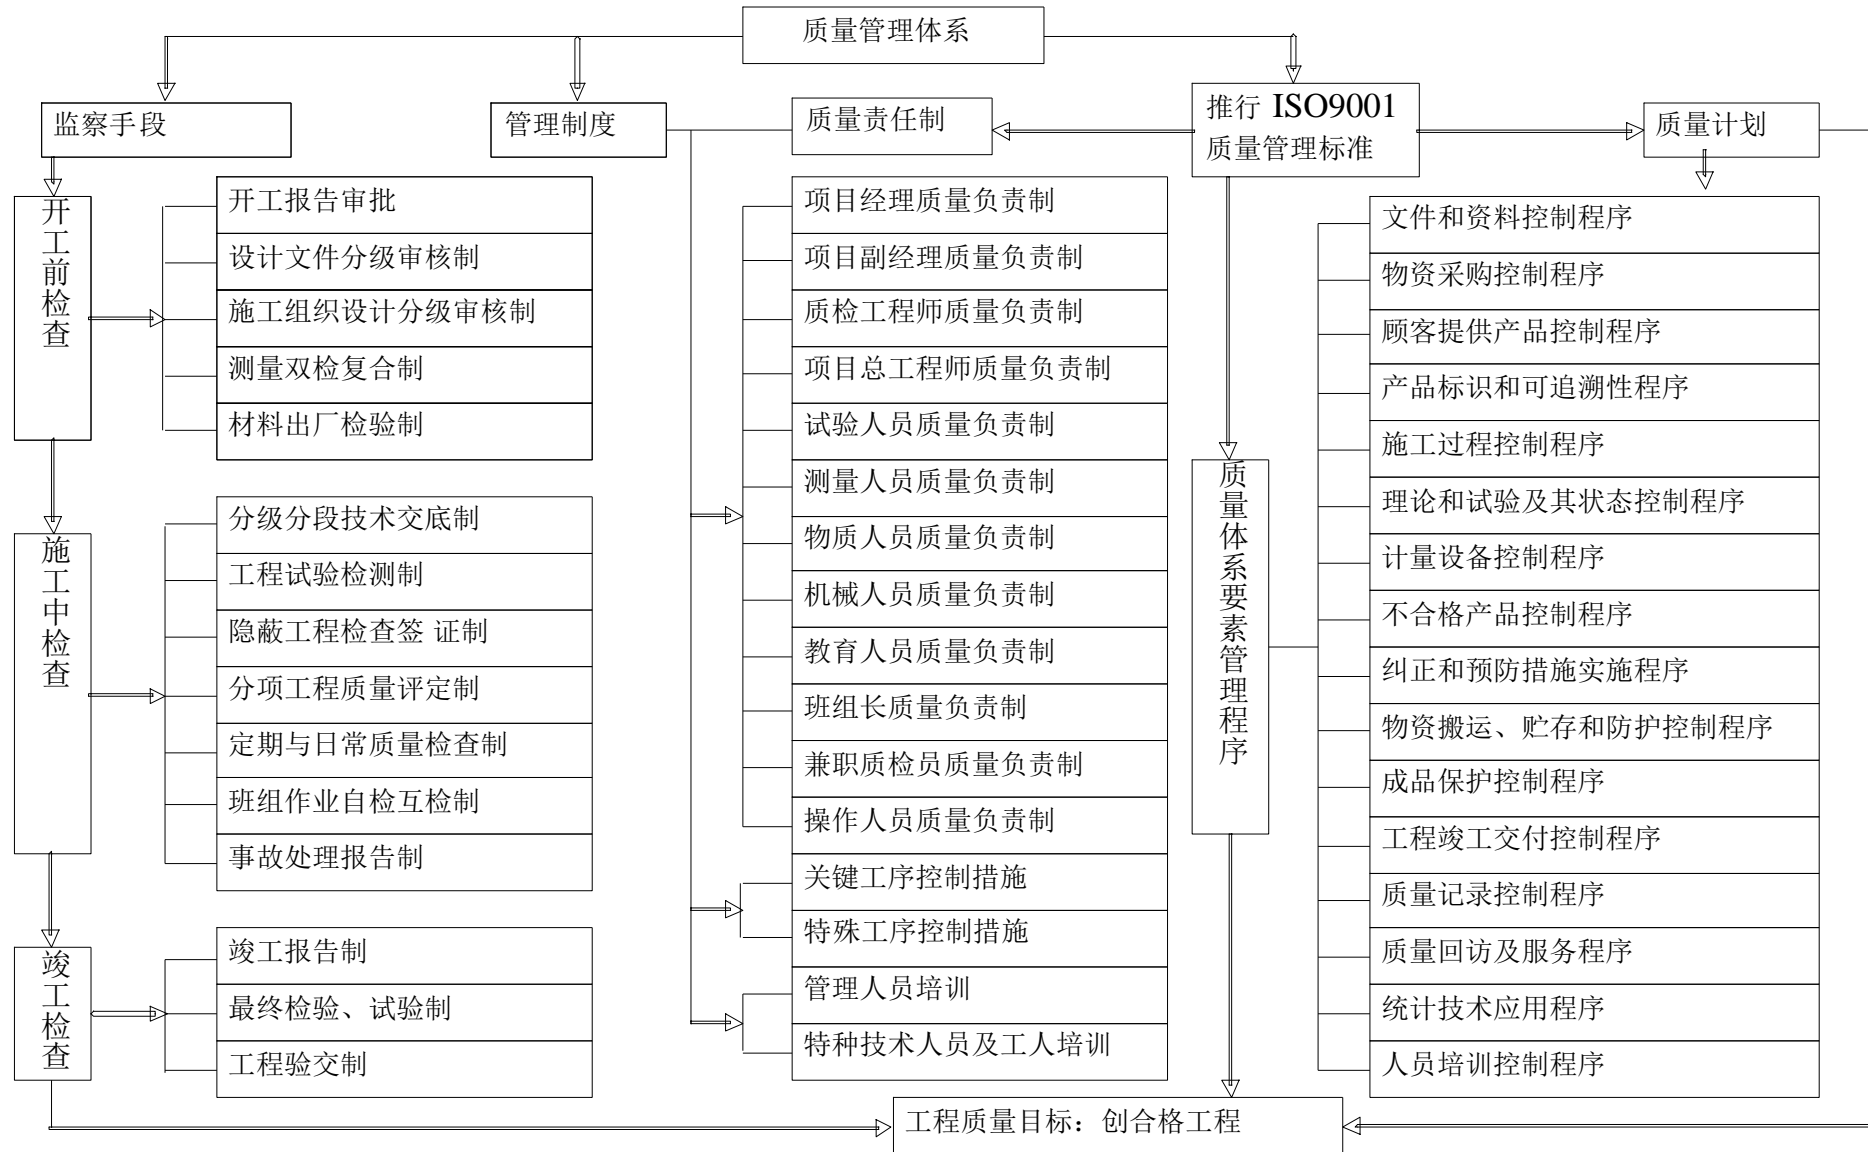 质量管理体系
监察手段
管理制度
质量责任制
推行 ISO9001
质量管理标准
质量计划
开工前检查
开工报告审批
设计文件分级审核制
施工组织设计分级审核制
测量双检复合制
材料出厂检验制
施工中检查
分级分段技术交底制
工程试验检测制
隐蔽工程检查签 证制
分项工程质量评定制
定期与日常质量检查制
班组作业自检互检制
事故处理报告制
竣工检查
竣工报告制
最终检验、试验制
工程验交制
项目经理质量负责制
项目副经理质量负责制
质检工程师质量负责制
项目总工程师质量负责制
试验人员质量负责制
测量人员质量负责制
物质人员质量负责制
机械人员质量负责制
教育人员质量负责制
班组长质量负责制
兼职质检员质量负责制
操作人员质量负责制
关键工序控制措施
特殊工序控制措施
管理人员培训
特种技术人员及工人培训
质量体系要素管理程序
文件和资料控制程序
物资采购控制程序
顾客提供产品控制程序
产品标识和可追溯性程序
施工过程控制程序
理论和试验及其状态控制程序
计量设备控制程序
不合格产品控制程序
纠正和预防措施实施程序
物资搬运、贮存和防护控制程序
成品保护控制程序
工程竣工交付控制程序
质量记录控制程序
质量回访及服务程序
统计技术应用程序
人员培训控制程序
工程质量目标：创合格工程